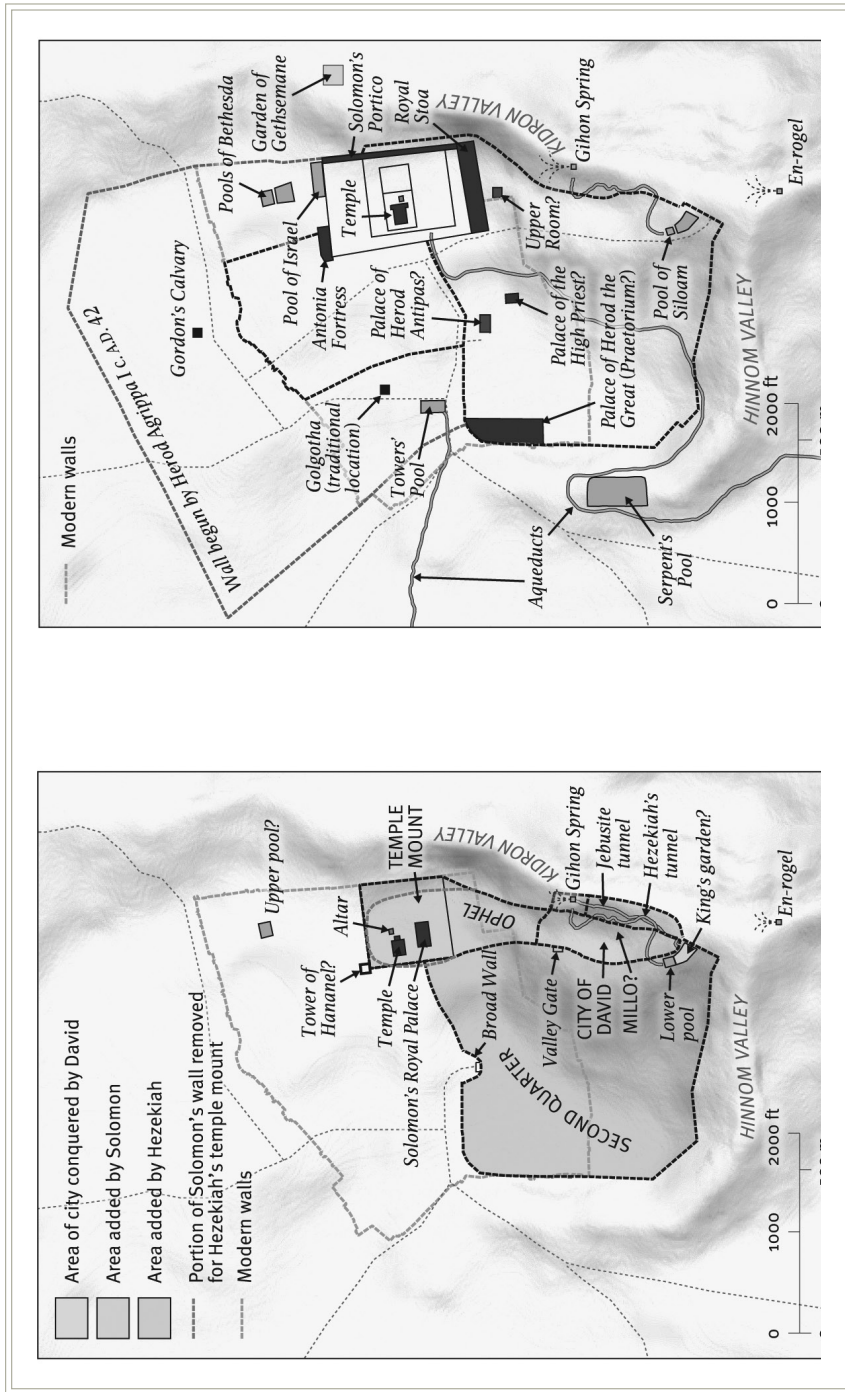 Area of city conquered by David
Area added by Solomon
Area added by Hezekiah
Portion of Solomon's wall removed
for Hezekiah's temple mount
Modern walls
Upper pool?
Tower of
Hananel?
Altar
Temple
Solomon's Royal Palace
TEMPLE
MOUNT
KIDRON VALLEY
OPHEL
Broad Wall
SECOND QUARTER
Valley Gate
Gihon Spring
CITY OF
DAVID
Jebusite
tunnel
MILLO?
Hezekiah's
tunnel
Lower
pool
King's garden?
HINNOM VALLEY
En-rogel
0
1000
2000 ft
Modern walls
Wall begun by Herod Agrippa I c. AD. 42
Gordon's Calvary
Pools of Bethesda
Garden of
Gethsemane
Pool of Israel
Antonia
Fortress
Temple
Solomon's
Portico
Royal
Stoa
Palace of
Herod
Antipas?
Golgotha
(traditional
location)
Towers'
Pool
KIDRON VALLEY
Upper
Room?
Palace of the
High Priest?
Palace of Herod the
Great (Praetorium?)
Gihon Spring
Aqueducts
Serpent's
Pool
Pool of
Siloam
HINNOM VALLEY
En-rogel
0
1000
2000 ft